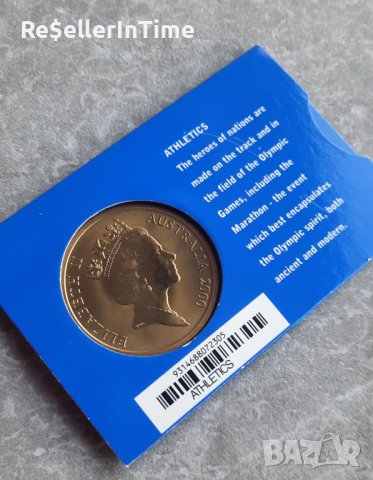 Re$ellerInTime
ATHLETICS
The heroes of nations are
made on the track and in
the field of the Olympic
Games, including the
Marathon - the event
which best encapsulates
the Olympic spirit, both
ancient and modern.
ELIZABETH II AUSTRALIA 2000
9314688072305
ATHLETICS
BAZAR